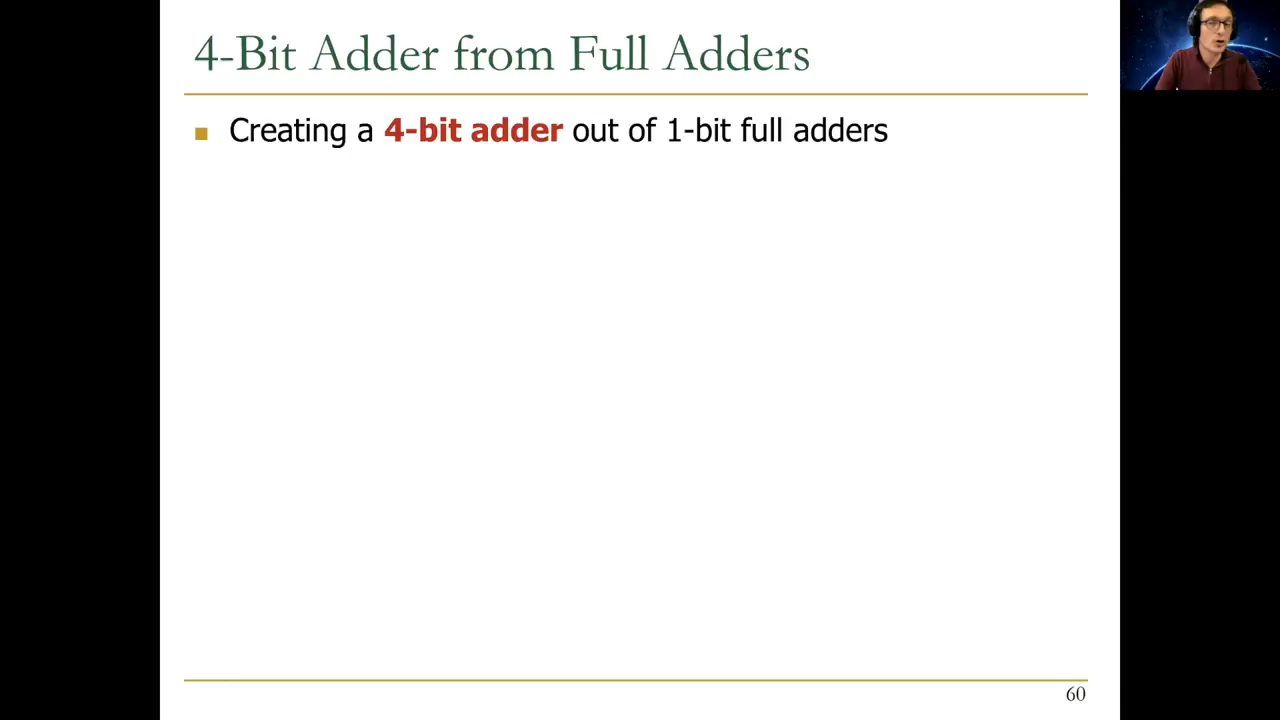 4-Bit Adder from Full Adders
Creating a 4-bit adder out of 1-bit full adders
60